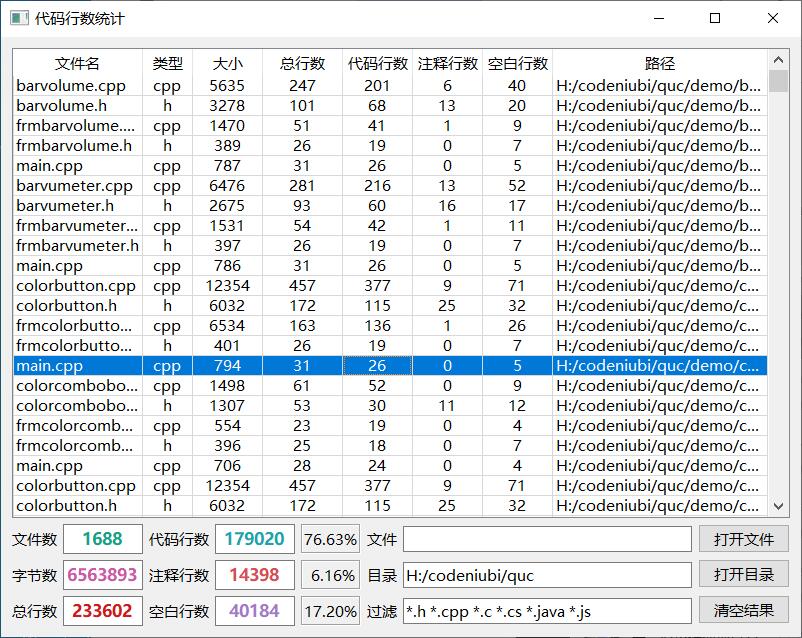 代码行数统计
文件名 类型 大小 总行数 代码行数 注释行数 空白行数 路径
barvolume.cpp cpp 5635 247 201 6 40 H:/codeniubi/quc/demo/b...
barvolume.h h 3278 101 68 13 20 H:/codeniubi/quc/demo/b...
frmbarvolume.... cpp 1470 51 41 1 9 H:/codeniubi/quc/demo/b...
frmbarvolume.h h 389 26 19 0 7 H:/codeniubi/quc/demo/b...
main.cpp cpp 787 31 26 0 5 H:/codeniubi/quc/demo/b...
barvumeter.cpp cpp 6476 281 216 13 52 H:/codeniubi/quc/demo/b...
barvumeter.h h 2675 93 60 16 17 H:/codeniubi/quc/demo/b...
frmbarvumeter... cpp 1531 54 42 1 11 H:/codeniubi/quc/demo/b...
frmbarvumeter.h h 397 26 19 0 7 H:/codeniubi/quc/demo/b...
main.cpp cpp 786 31 26 0 5 H:/codeniubi/quc/demo/b...
colorbutton.cpp cpp 12354 457 377 9 71 H:/codeniubi/quc/demo/c...
colorbutton.h h 6032 172 115 25 32 H:/codeniubi/quc/demo/c...
frmcolorbutto... cpp 6534 163 136 1 26 H:/codeniubi/quc/demo/c...
frmcolorbutto... h 401 26 19 0 7 H:/codeniubi/quc/demo/c...
main.cpp cpp 794 31 26 0 5 H:/codeniubi/quc/demo/c...
colorcombobo... cpp 1498 61 52 0 9 H:/codeniubi/quc/demo/c...
colorcombobo... h 1307 53 30 11 12 H:/codeniubi/quc/demo/c...
frmcolorcomb... cpp 554 23 19 0 4 H:/codeniubi/quc/demo/c...
frmcolorcomb... h 396 25 18 0 7 H:/codeniubi/quc/demo/c...
main.cpp cpp 706 28 24 0 4 H:/codeniubi/quc/demo/c...
colorbutton.cpp cpp 12354 457 377 9 71 H:/codeniubi/quc/demo/c...
colorbutton.h h 6032 172 115 25 32 H:/codeniubi/quc/demo/c...
文件数 1688 代码行数 179020 76.63% 文件 打开文件
字节数 6563893 注释行数 14398 6.16% 目录 H:/codeniubi/quc 打开目录
总行数 233602 空白行数 40184 17.20% 过滤 *.h *.cpp *.c *.cs *.java *.js 清空结果